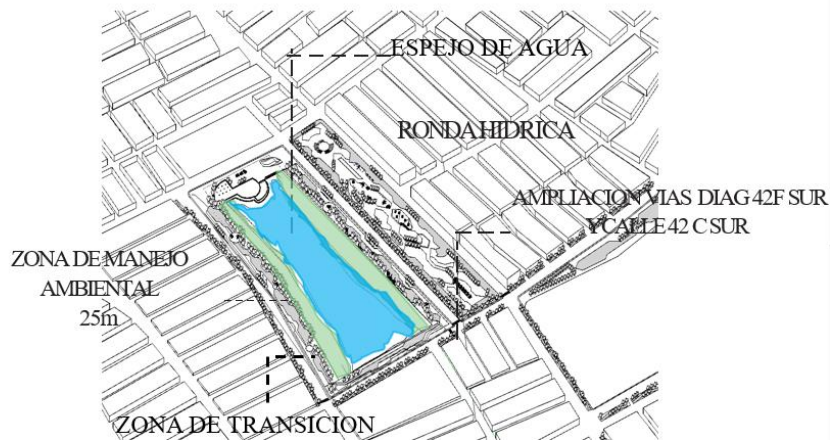 ESPEJO DE AGUA
RONDA HIDRICA
AMPLIACION VIAS DIAG 42F SUR
Y CALLE 42 C SUR
ZONA DE MANEJO
AMBIENTAL
25m
ZONA DE TRANSICION